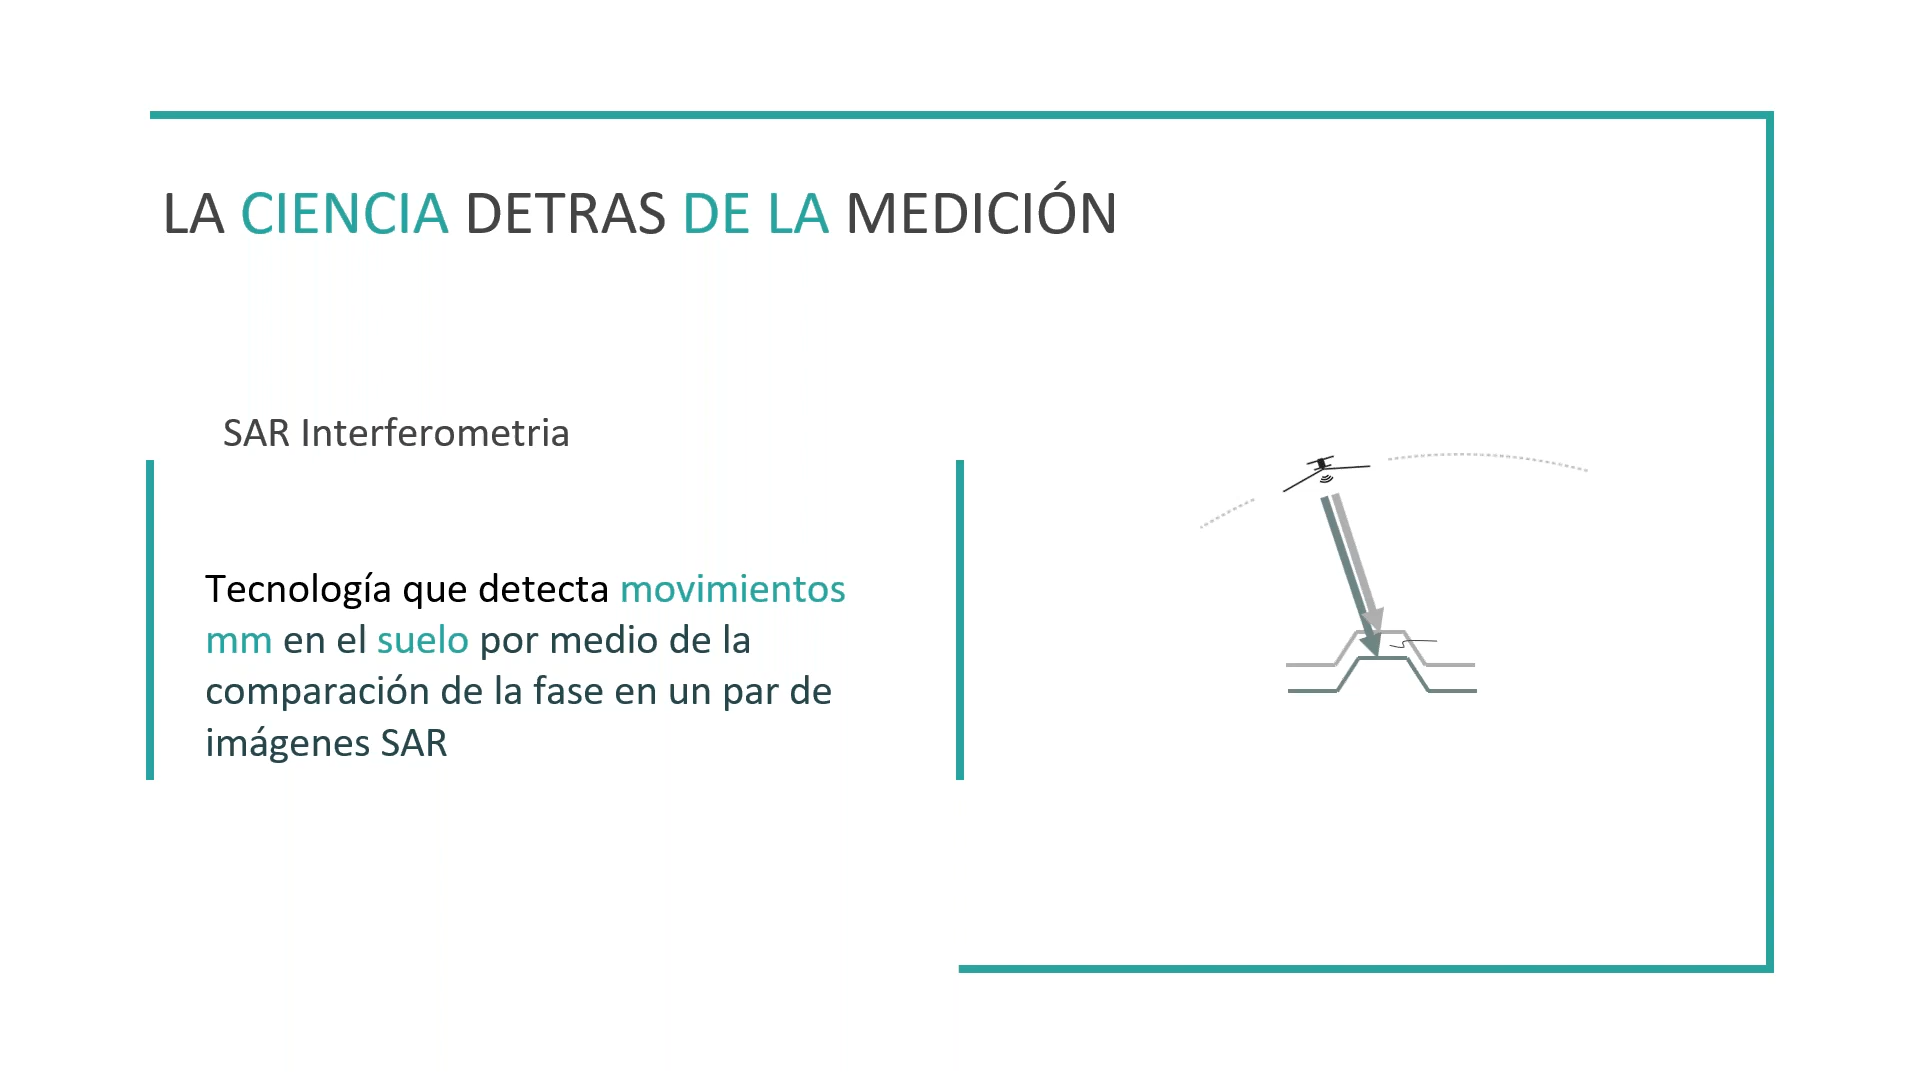 LA CIENCIA DETRAS DE LA MEDICIÓN
SAR Interferometria
Tecnología que detecta movimientos
mm en el suelo por medio de la
comparación de la fase en un par de
imágenes SAR